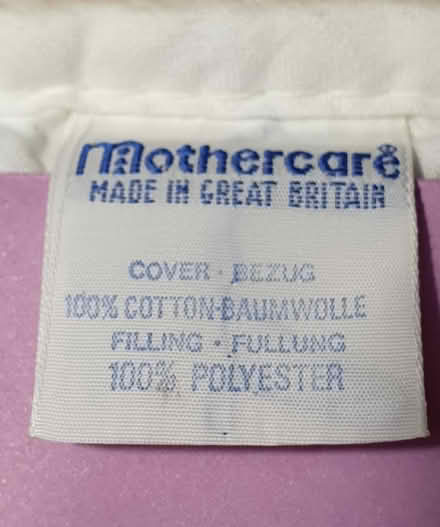 mothercare
MADE IN GREAT BRITAIN
COVER · BEZUG
100% COTTON-BAUMWOLLE
FILLING · FULLUNG
100% POLYESTER